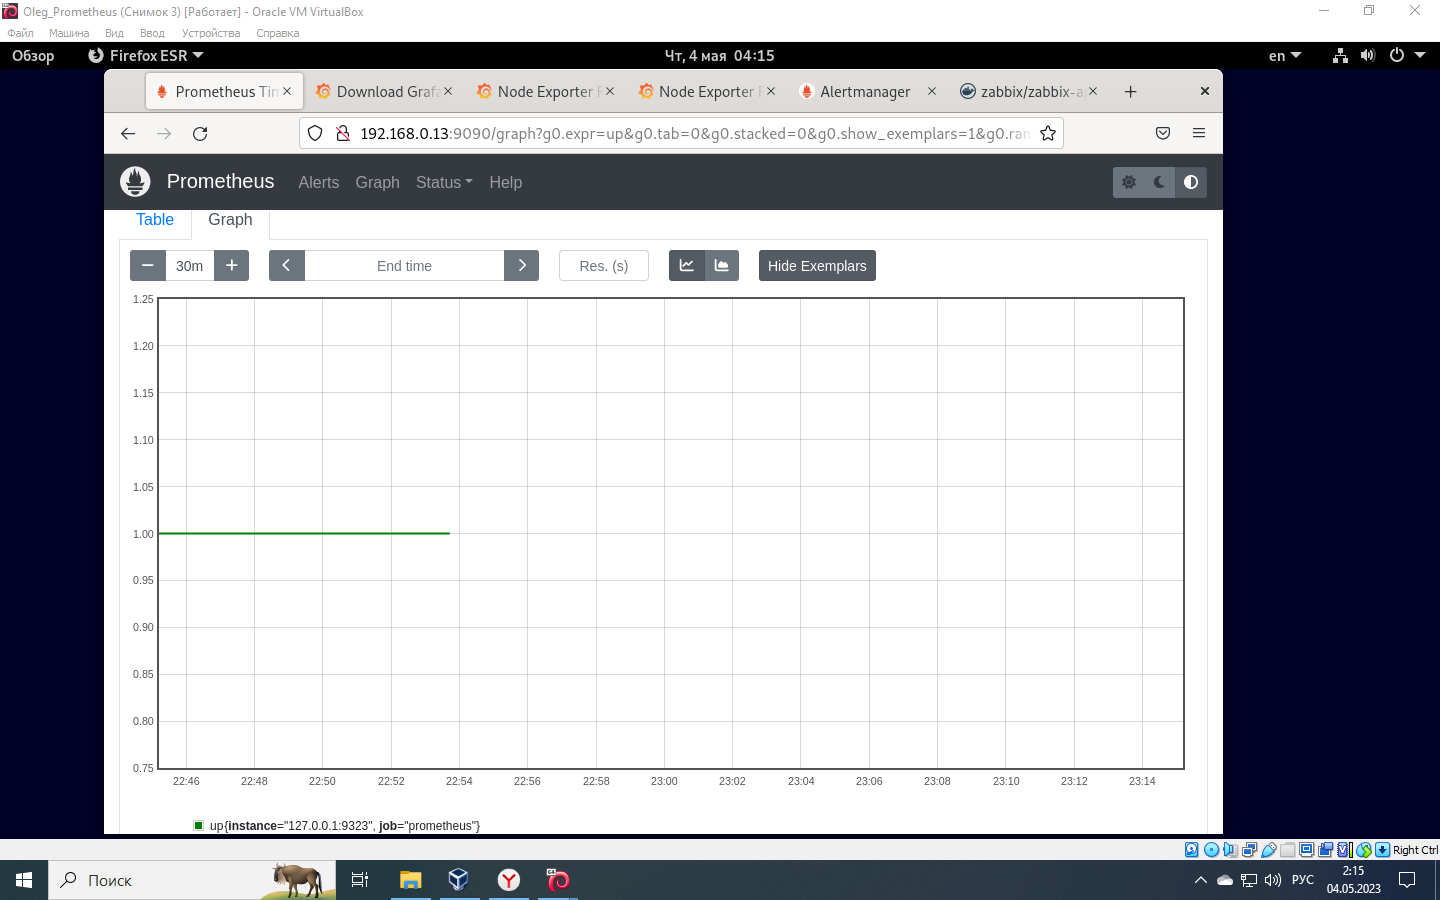 Oleg_Prometheus (Снимок 3) [Работает] - Oracle VM VirtualBox
Файл Машина Вид Ввод Устройства Справка
Обзор Firefox ESR Чт, 4 мая 04:15 en
Prometheus Tim Download Grafa Node Exporter F Node Exporter F Alertmanager zabbix/zabbix-a
192.168.0.13:9090/graph?g0.expr=up&g0.tab=0&g0.stacked=0&g0.show_exemplars=1&g0.ran
Prometheus Alerts Graph Status Help
Table Graph
30m End time Res. (s) Hide Exemplars
1.25
1.20
1.15
1.10
1.05
1.00
0.95
0.90
0.85
0.80
0.75
22:46 22:48 22:50 22:52 22:54 22:56 22:58 23:00 23:02 23:04 23:06 23:08 23:10 23:12 23:14
up{instance="127.0.0.1:9323", job="prometheus"}
Right Ctrl
Поиск РУС 2:15
04.05.2023